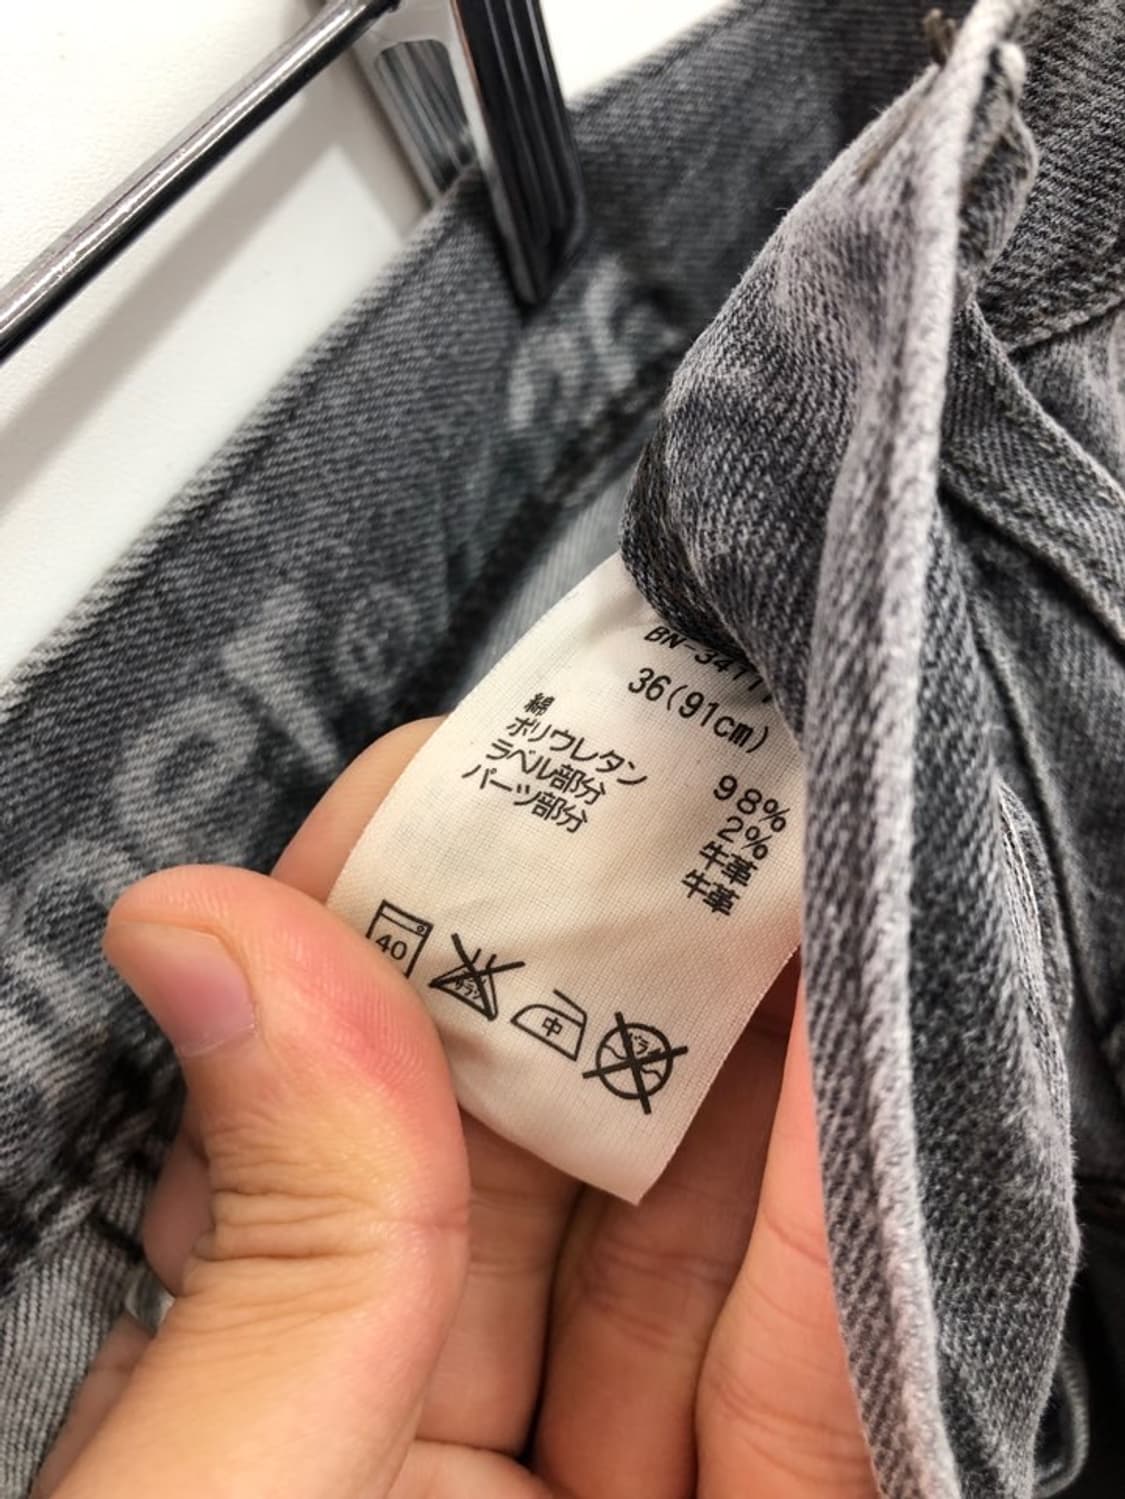 36(91cm)
綿 98%
ポリウレタン 2%
ラベル部分 牛革
パーツ部分 牛革
40
中